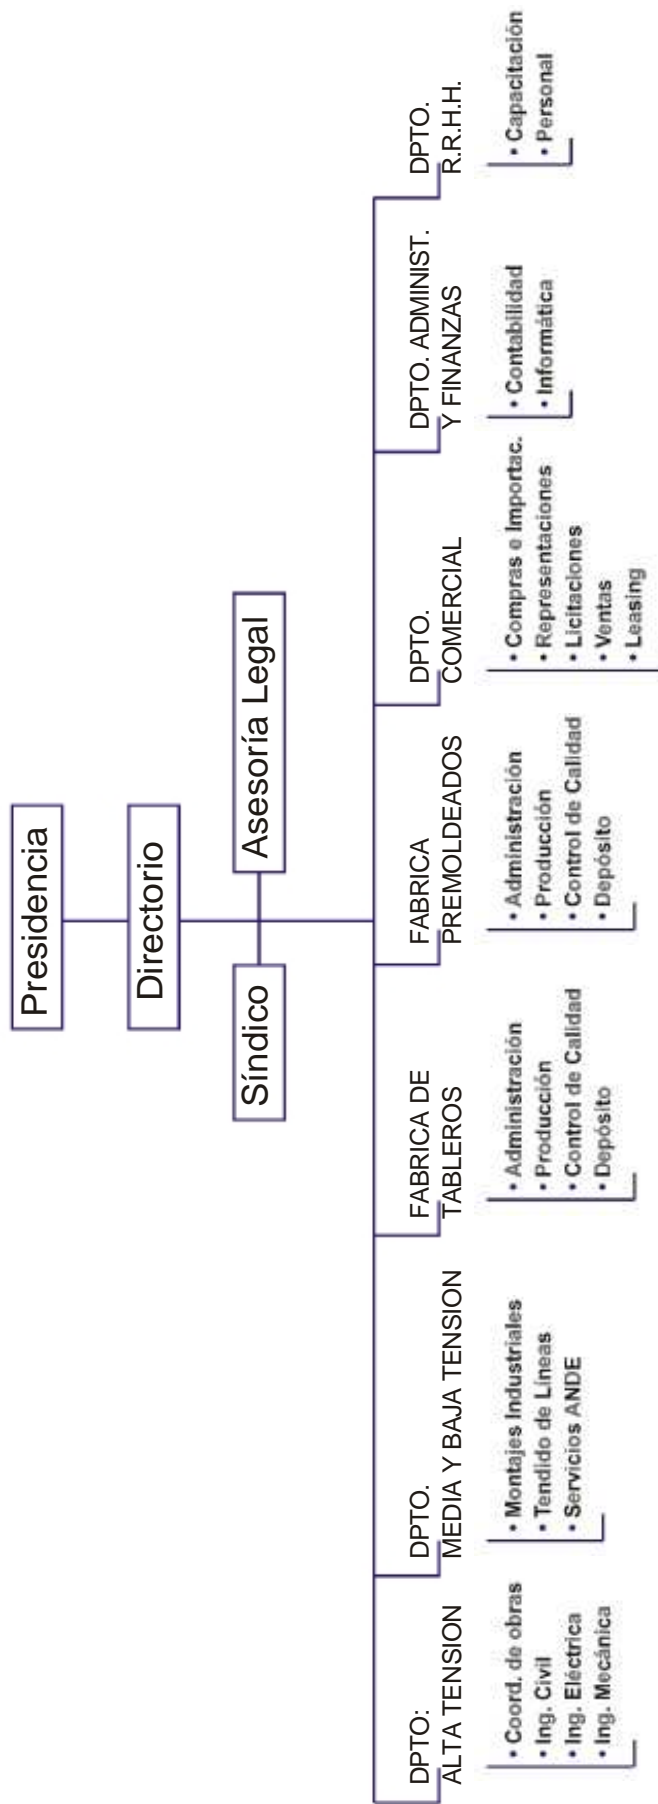 Presidencia
Directorio
Síndico
Asesoría Legal
DPTO:
ALTA TENSION
• Coord. de obras
• Ing. Civil
• Ing. Eléctrica
• Ing. Mecánica
DPTO.
MEDIA Y BAJA TENSION
• Montajes Industriales
• Tendido de Líneas
• Servicios ANDE
FABRICA DE
TABLEROS
• Administración
• Producción
• Control de Calidad
• Depósito
FABRICA
PREMOLDEADOS
• Administración
• Producción
• Control de Calidad
• Depósito
DPTO.
COMERCIAL
• Compras e Importac.
• Representaciones
• Licitaciones
• Ventas
• Leasing
DPTO. ADMINIST.
Y FINANZAS
• Contabilidad
• Informática
DPTO.
R.R.H.H.
• Capacitación
• Personal